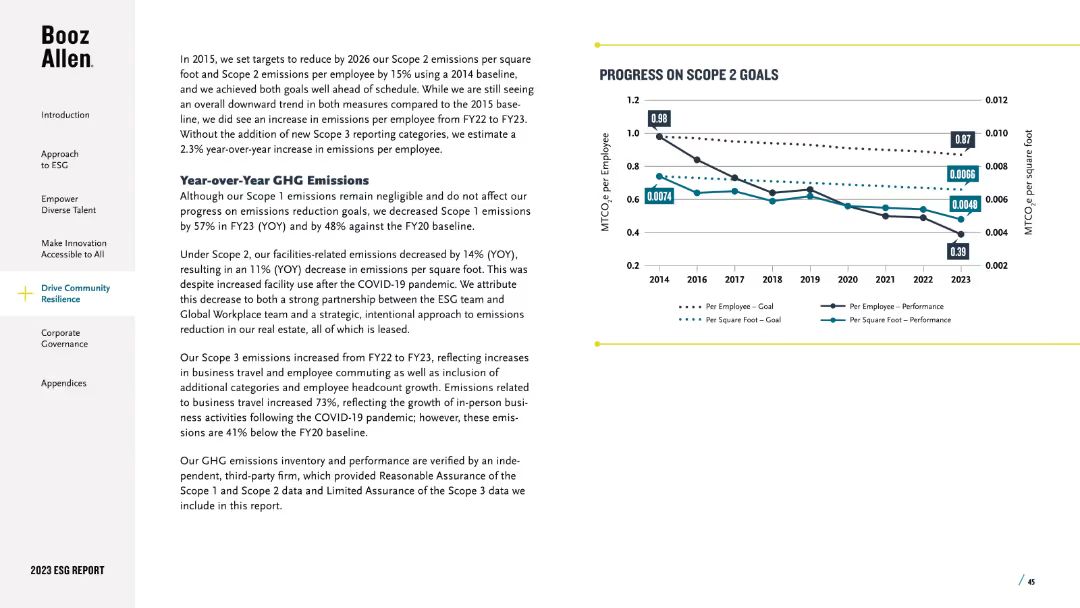 Booz
Allen
Introduction
Approach
to ESG
Empower
Diverse Talent
Make Innovation
Accessible to All
Drive Community
Resilience
Corporate
Governance
Appendices
2023 ESG REPORT
In 2015, we set targets to reduce by 2026 our Scope 2 emissions per square
foot and Scope 2 emissions per employee by 15% using a 2014 baseline,
and we achieved both goals well ahead of schedule. While we are still seeing
an overall downward trend in both measures compared to the 2015 base-
line, we did see an increase in emissions per employee from FY22 to FY23.
Without the addition of new Scope 3 reporting categories, we estimate a
2.3% year-over-year increase in emissions per employee.
Year-over-Year GHG Emissions
Although our Scope 1 emissions remain negligible and do not affect our
progress on emissions reduction goals, we decreased Scope 1 emissions
by 57% in FY23 (YOY) and by 48% against the FY20 baseline.
Under Scope 2, our facilities-related emissions decreased by 14% (YOY),
resulting in an 11% (YOY) decrease in emissions per square foot. This was
despite increased facility use after the COVID-19 pandemic. We attribute
this decrease to both a strong partnership between the ESG team and
Global Workplace team and a strategic, intentional approach to emissions
reduction in our real estate, all of which is leased.
Our Scope 3 emissions increased from FY22 to FY23, reflecting increases
in business travel and employee commuting as well as inclusion of
additional categories and employee headcount growth. Emissions related
to business travel increased 73%, reflecting the growth of in-person busi-
ness activities following the COVID-19 pandemic; however, these emis-
sions are 41% below the FY20 baseline.
Our GHG emissions inventory and performance are verified by an inde-
pendent, third-party firm, which provided Reasonable Assurance of the
Scope 1 and Scope 2 data and Limited Assurance of the Scope 3 data we
include in this report.
PROGRESS ON SCOPE 2 GOALS
MTCO2e per Employee
1.2
1.0
0.8
0.6
0.4
0.2
0.98
0.0074
0.87
0.0066
0.0048
0.39
0.012
0.010
0.008
0.006
0.004
0.002
MTCO2e per square foot
2014 2016 2017 2018 2019 2020 2021 2022 2023
Per Employee – Goal
Per Employee – Performance
Per Square Foot – Goal
Per Square Foot – Performance
/ 45